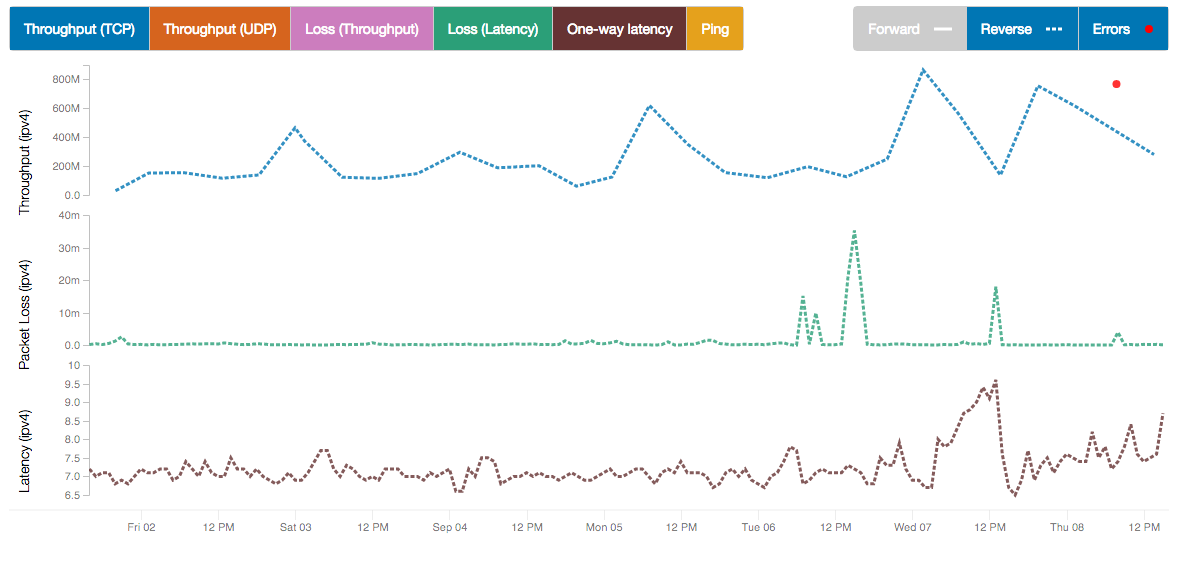 Throughput (TCP) Throughput (UDP) Loss (Throughput) Loss (Latency) One-way latency Ping Forward Reverse Errors
Throughput (ipv4)
800M
600M
400M
200M
0.0
Packet Loss (ipv4)
40m
30m
20m
10m
0.0
Latency (ipv4)
10
9.5
9.0
8.5
8.0
7.5
7.0
6.5
Fri 02 12 PM Sat 03 12 PM Sep 04 12 PM Mon 05 12 PM Tue 06 12 PM Wed 07 12 PM Thu 08 12 PM